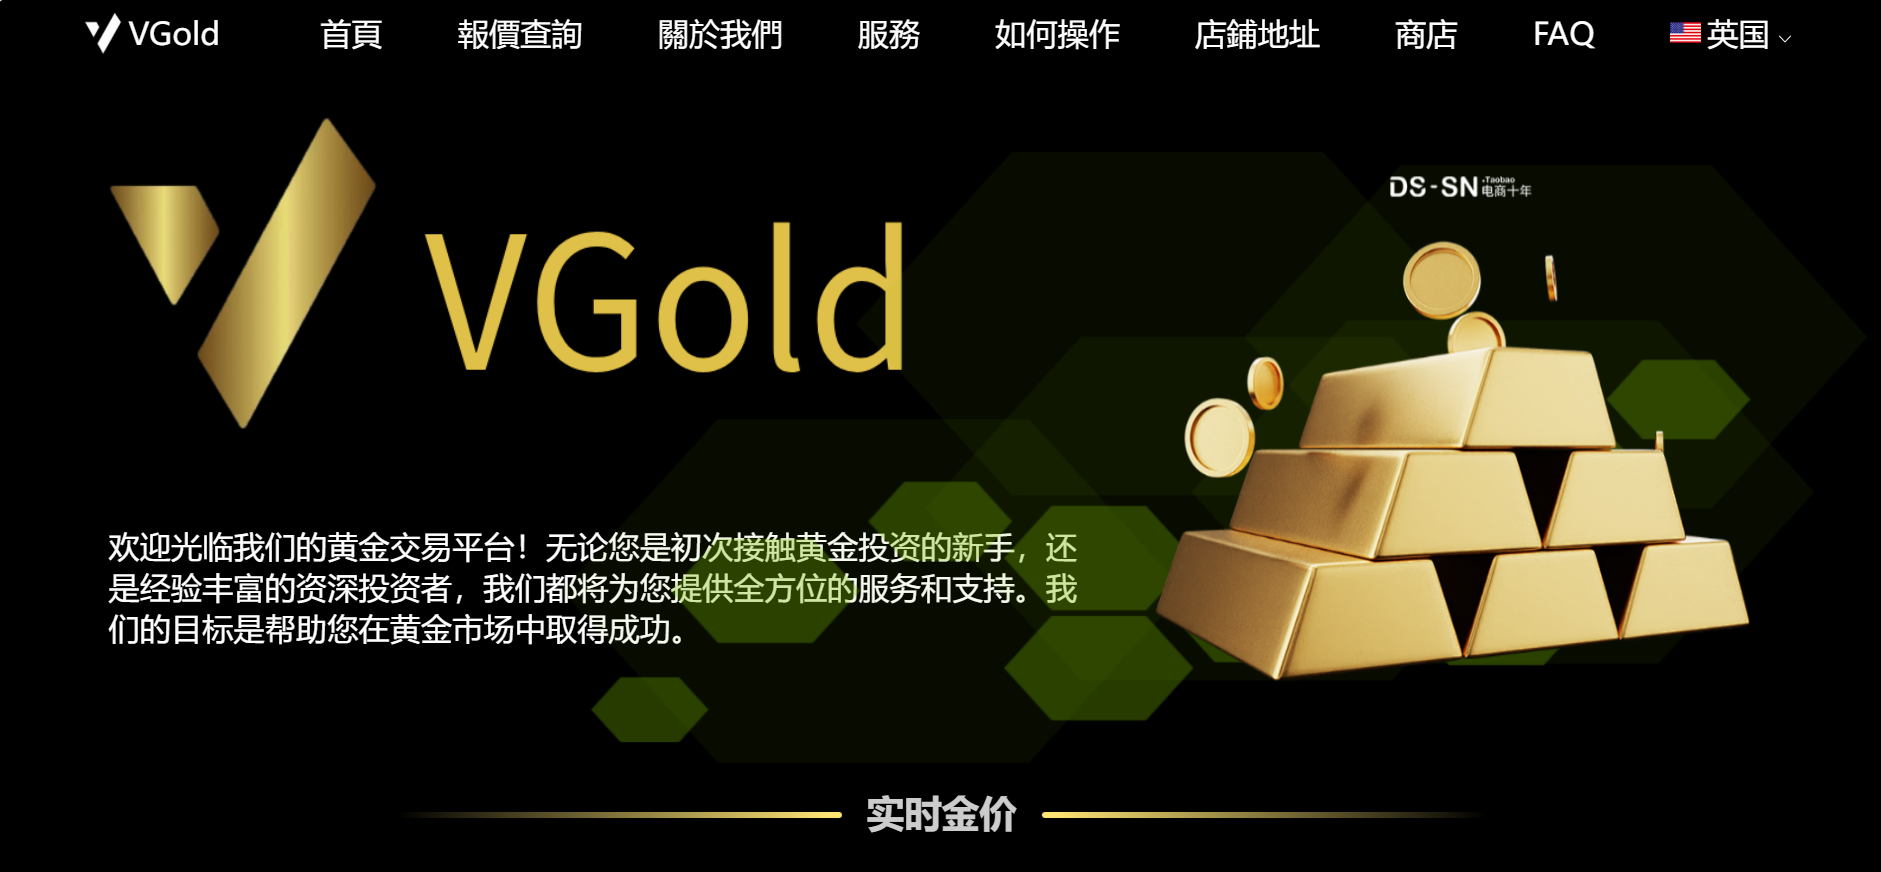 VGold 首頁 報價查詢 關於我們 服務 如何操作 店鋪地址 商店 FAQ 英国
DS-SN .Taobao
电商十年
VGold
欢迎光临我们的黄金交易平台！无论您是初次接触黄金投资的新手，还
是经验丰富的资深投资者，我们都将为您提供全方位的服务和支持。我
们的目标是帮助您在黄金市场中取得成功。
实时金价